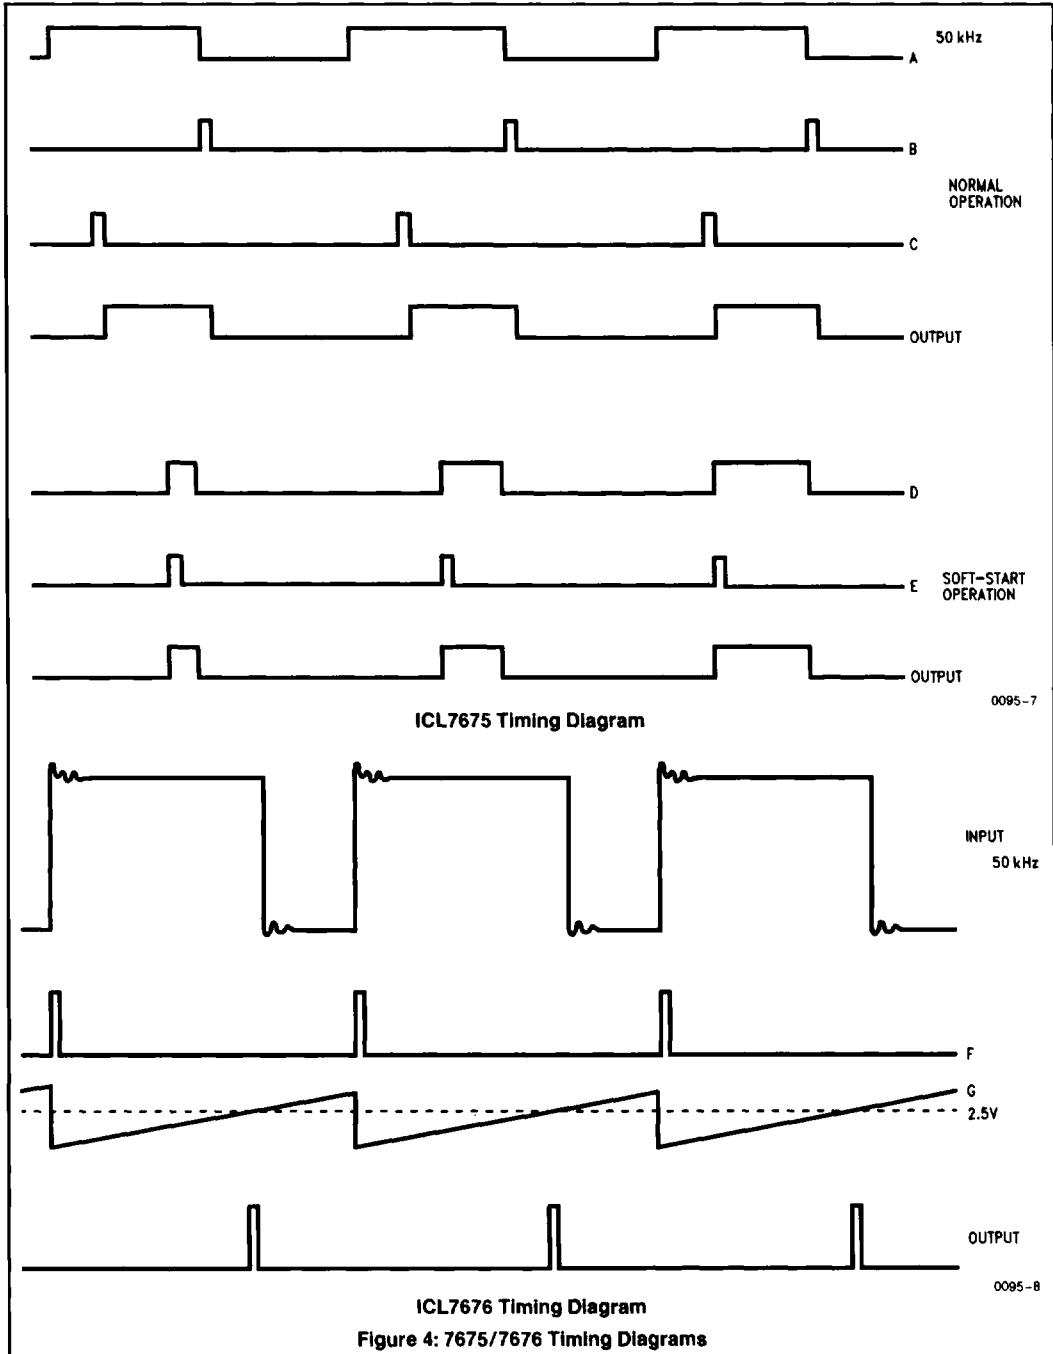 50 kHz
A
B
NORMAL
OPERATION
C
OUTPUT
D
E
SOFT-START
OPERATION
OUTPUT
0095-7
ICL7675 Timing Diagram
INPUT
50 kHz
F
G
2.5V
OUTPUT
0095-8
ICL7676 Timing Diagram
Figure 4: 7675/7676 Timing Diagrams